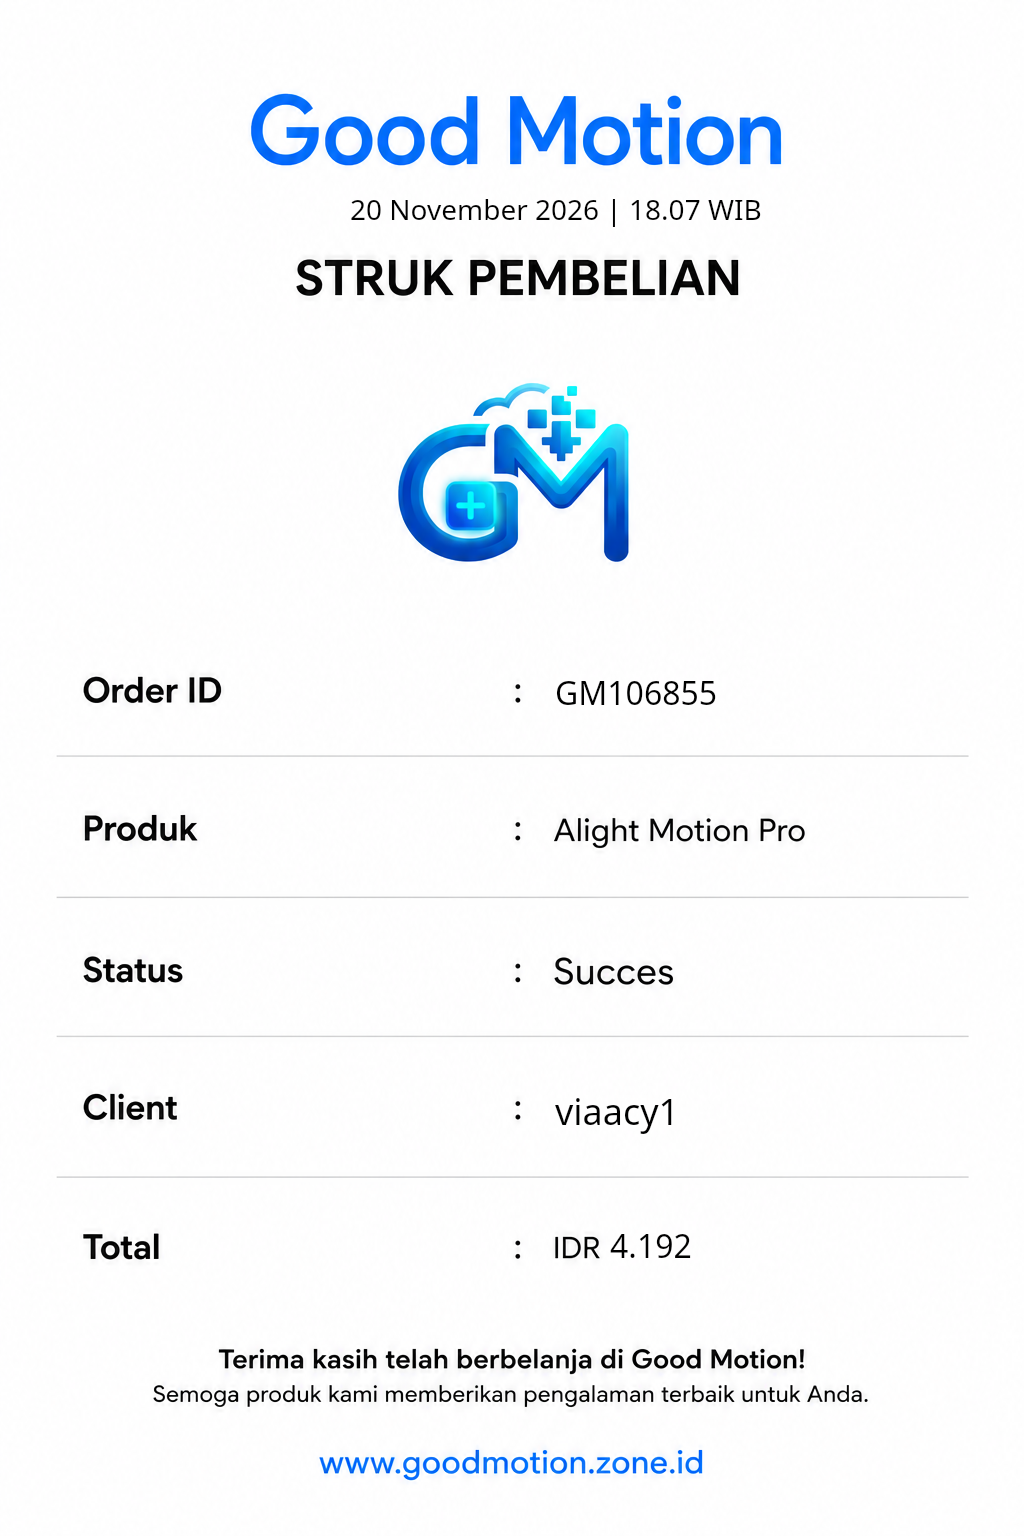 Good Motion
20 November 2026 | 18.07 WIB
STRUK PEMBELIAN
GM
Order ID : GM106855
Produk : Alight Motion Pro
Status : Succes
Client : viaacy1
Total : IDR 4.192
Terima kasih telah berbelanja di Good Motion!
Semoga produk kami memberikan pengalaman terbaik untuk Anda.
www.goodmotion.zone.id